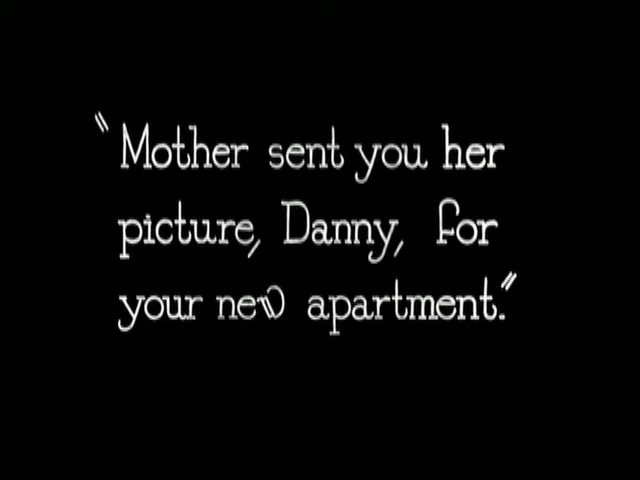 "Mother sent you her
picture, Danny, for
your new apartment."